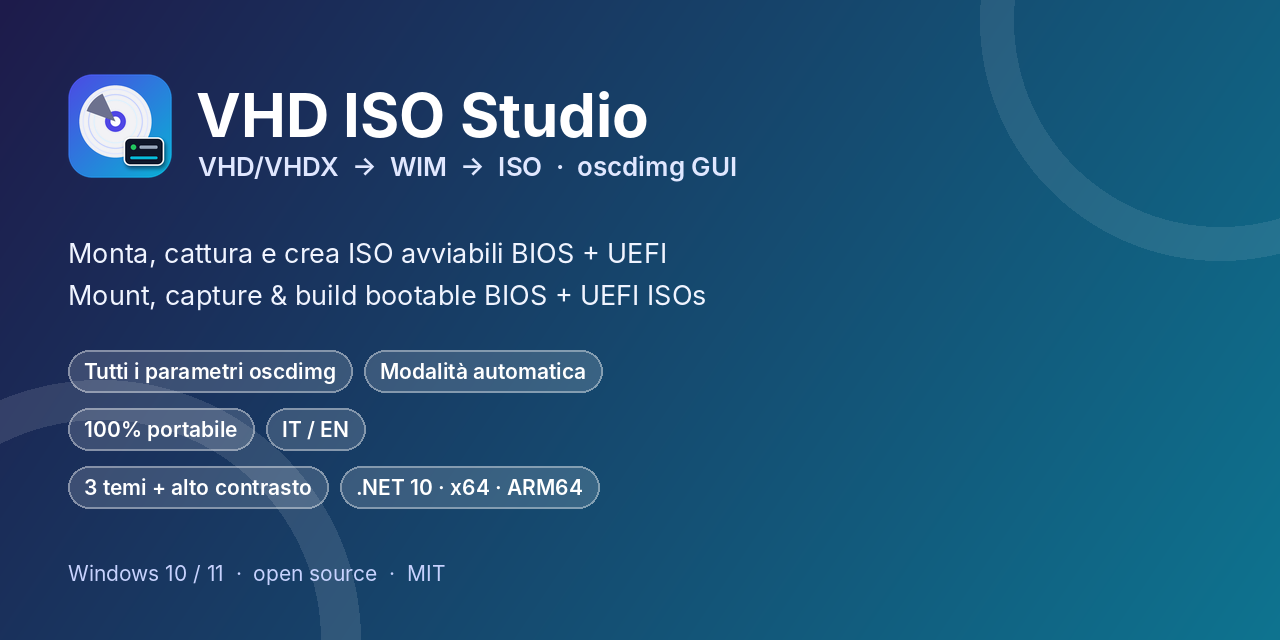 VHD ISO Studio
VHD/VHDX → WIM → ISO · oscdimg GUI
Monta, cattura e crea ISO avviabili BIOS + UEFI
Mount, capture & build bootable BIOS + UEFI ISOs
Tutti i parametri oscdimg Modalità automatica
100% portabile IT / EN
3 temi + alto contrasto .NET 10 · x64 · ARM64
Windows 10 / 11 · open source · MIT